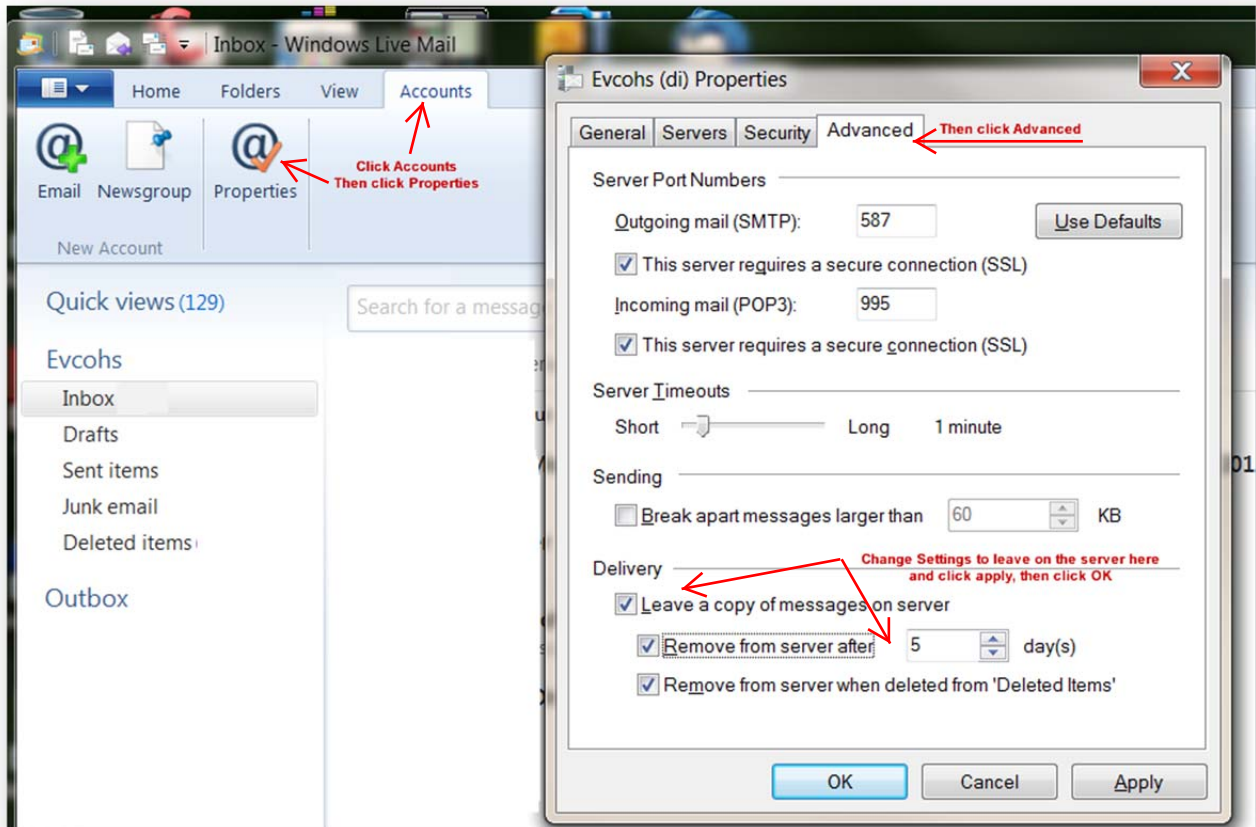 Inbox - Windows Live Mail
Home Folders View Accounts
Email Newsgroup Properties
New Account
Click Accounts
Then click Properties
Quick views (129)
Search for a messag
Evcohs
Inbox
Drafts
Sent items
Junk email
Deleted items
Outbox
Evcohs (di) Properties
X
General Servers Security Advanced
Then click Advanced
Server Port Numbers
Outgoing mail (SMTP): 587 Use Defaults
This server requires a secure connection (SSL)
Incoming mail (POP3): 995
This server requires a secure connection (SSL)
Server Timeouts
Short Long 1 minute
Sending
Break apart messages larger than 60 KB
Change Settings to leave on the server here
and click apply, then click OK
Delivery
Leave a copy of messages on server
Remove from server after 5 day(s)
Remove from server when deleted from 'Deleted Items'
OK Cancel Apply
01